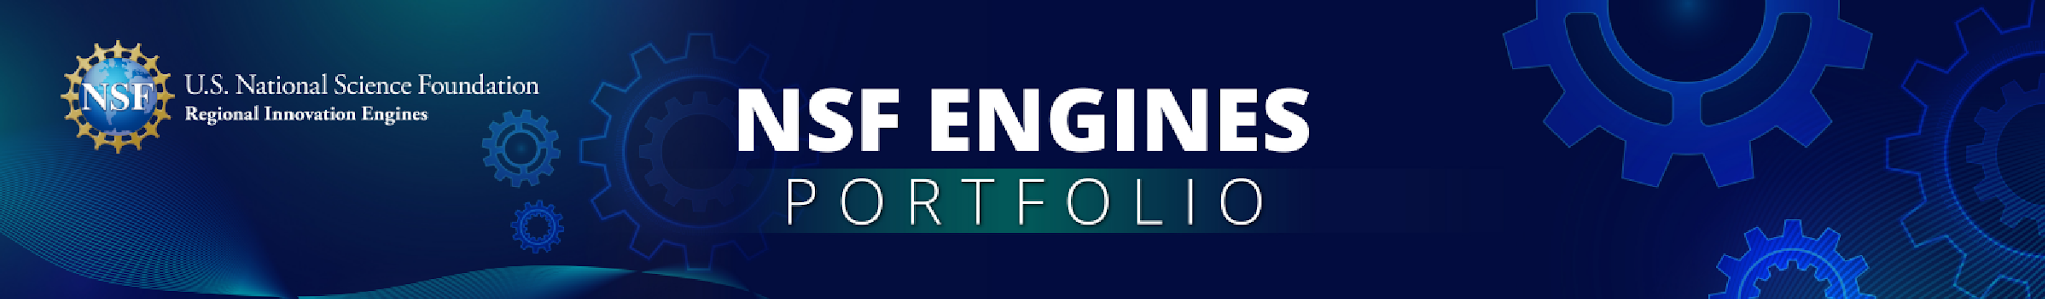 NSF
U.S. National Science Foundation
Regional Innovation Engines
NSF ENGINES
PORTFOLIO